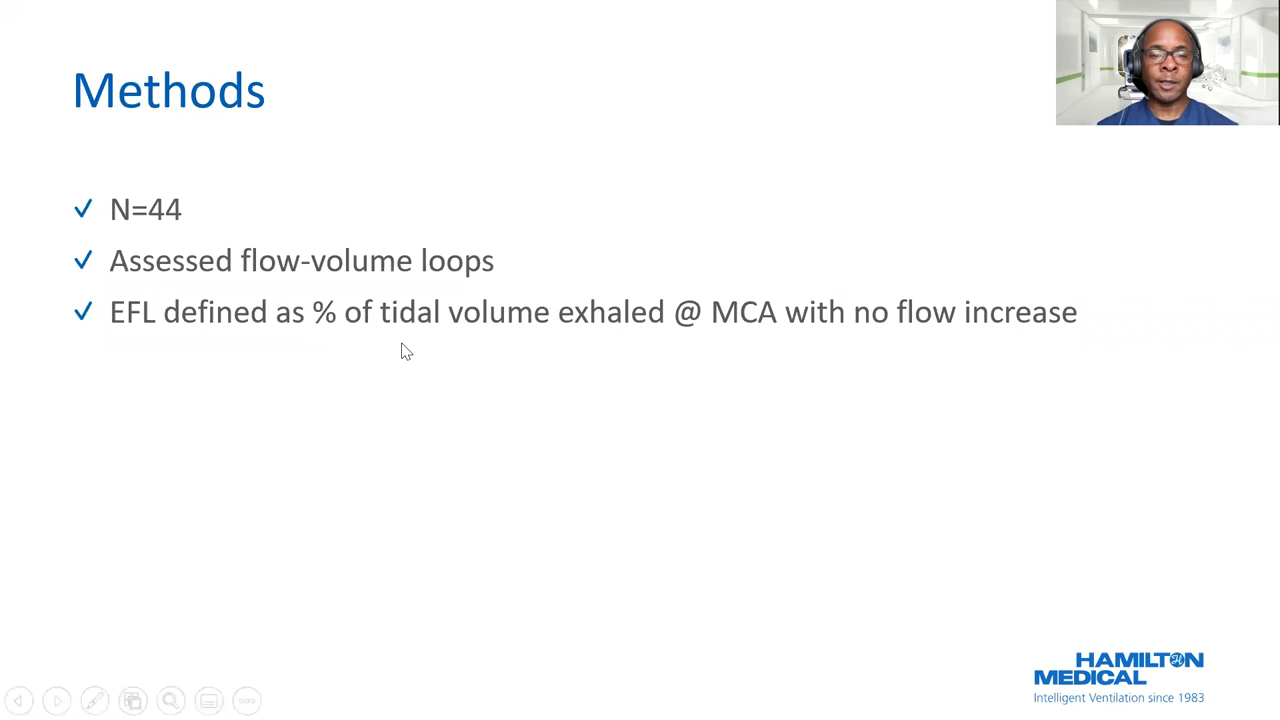 Methods
✓ N=44
✓ Assessed flow-volume loops
✓ EFL defined as % of tidal volume exhaled @ MCA with no flow increase
HAMILTON
MEDICAL
Intelligent Ventilation since 1983